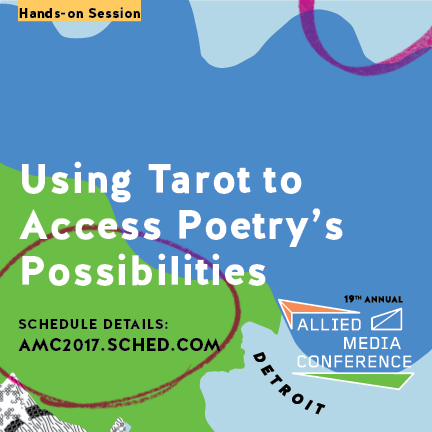 Hands-on Session
Using Tarot to
Access Poetry's
Possibilities
SCHEDULE DETAILS:
AMC2017.SCHED.COM
19TH ANNUAL
ALLIED
MEDIA
CONFERENCE
DETROIT